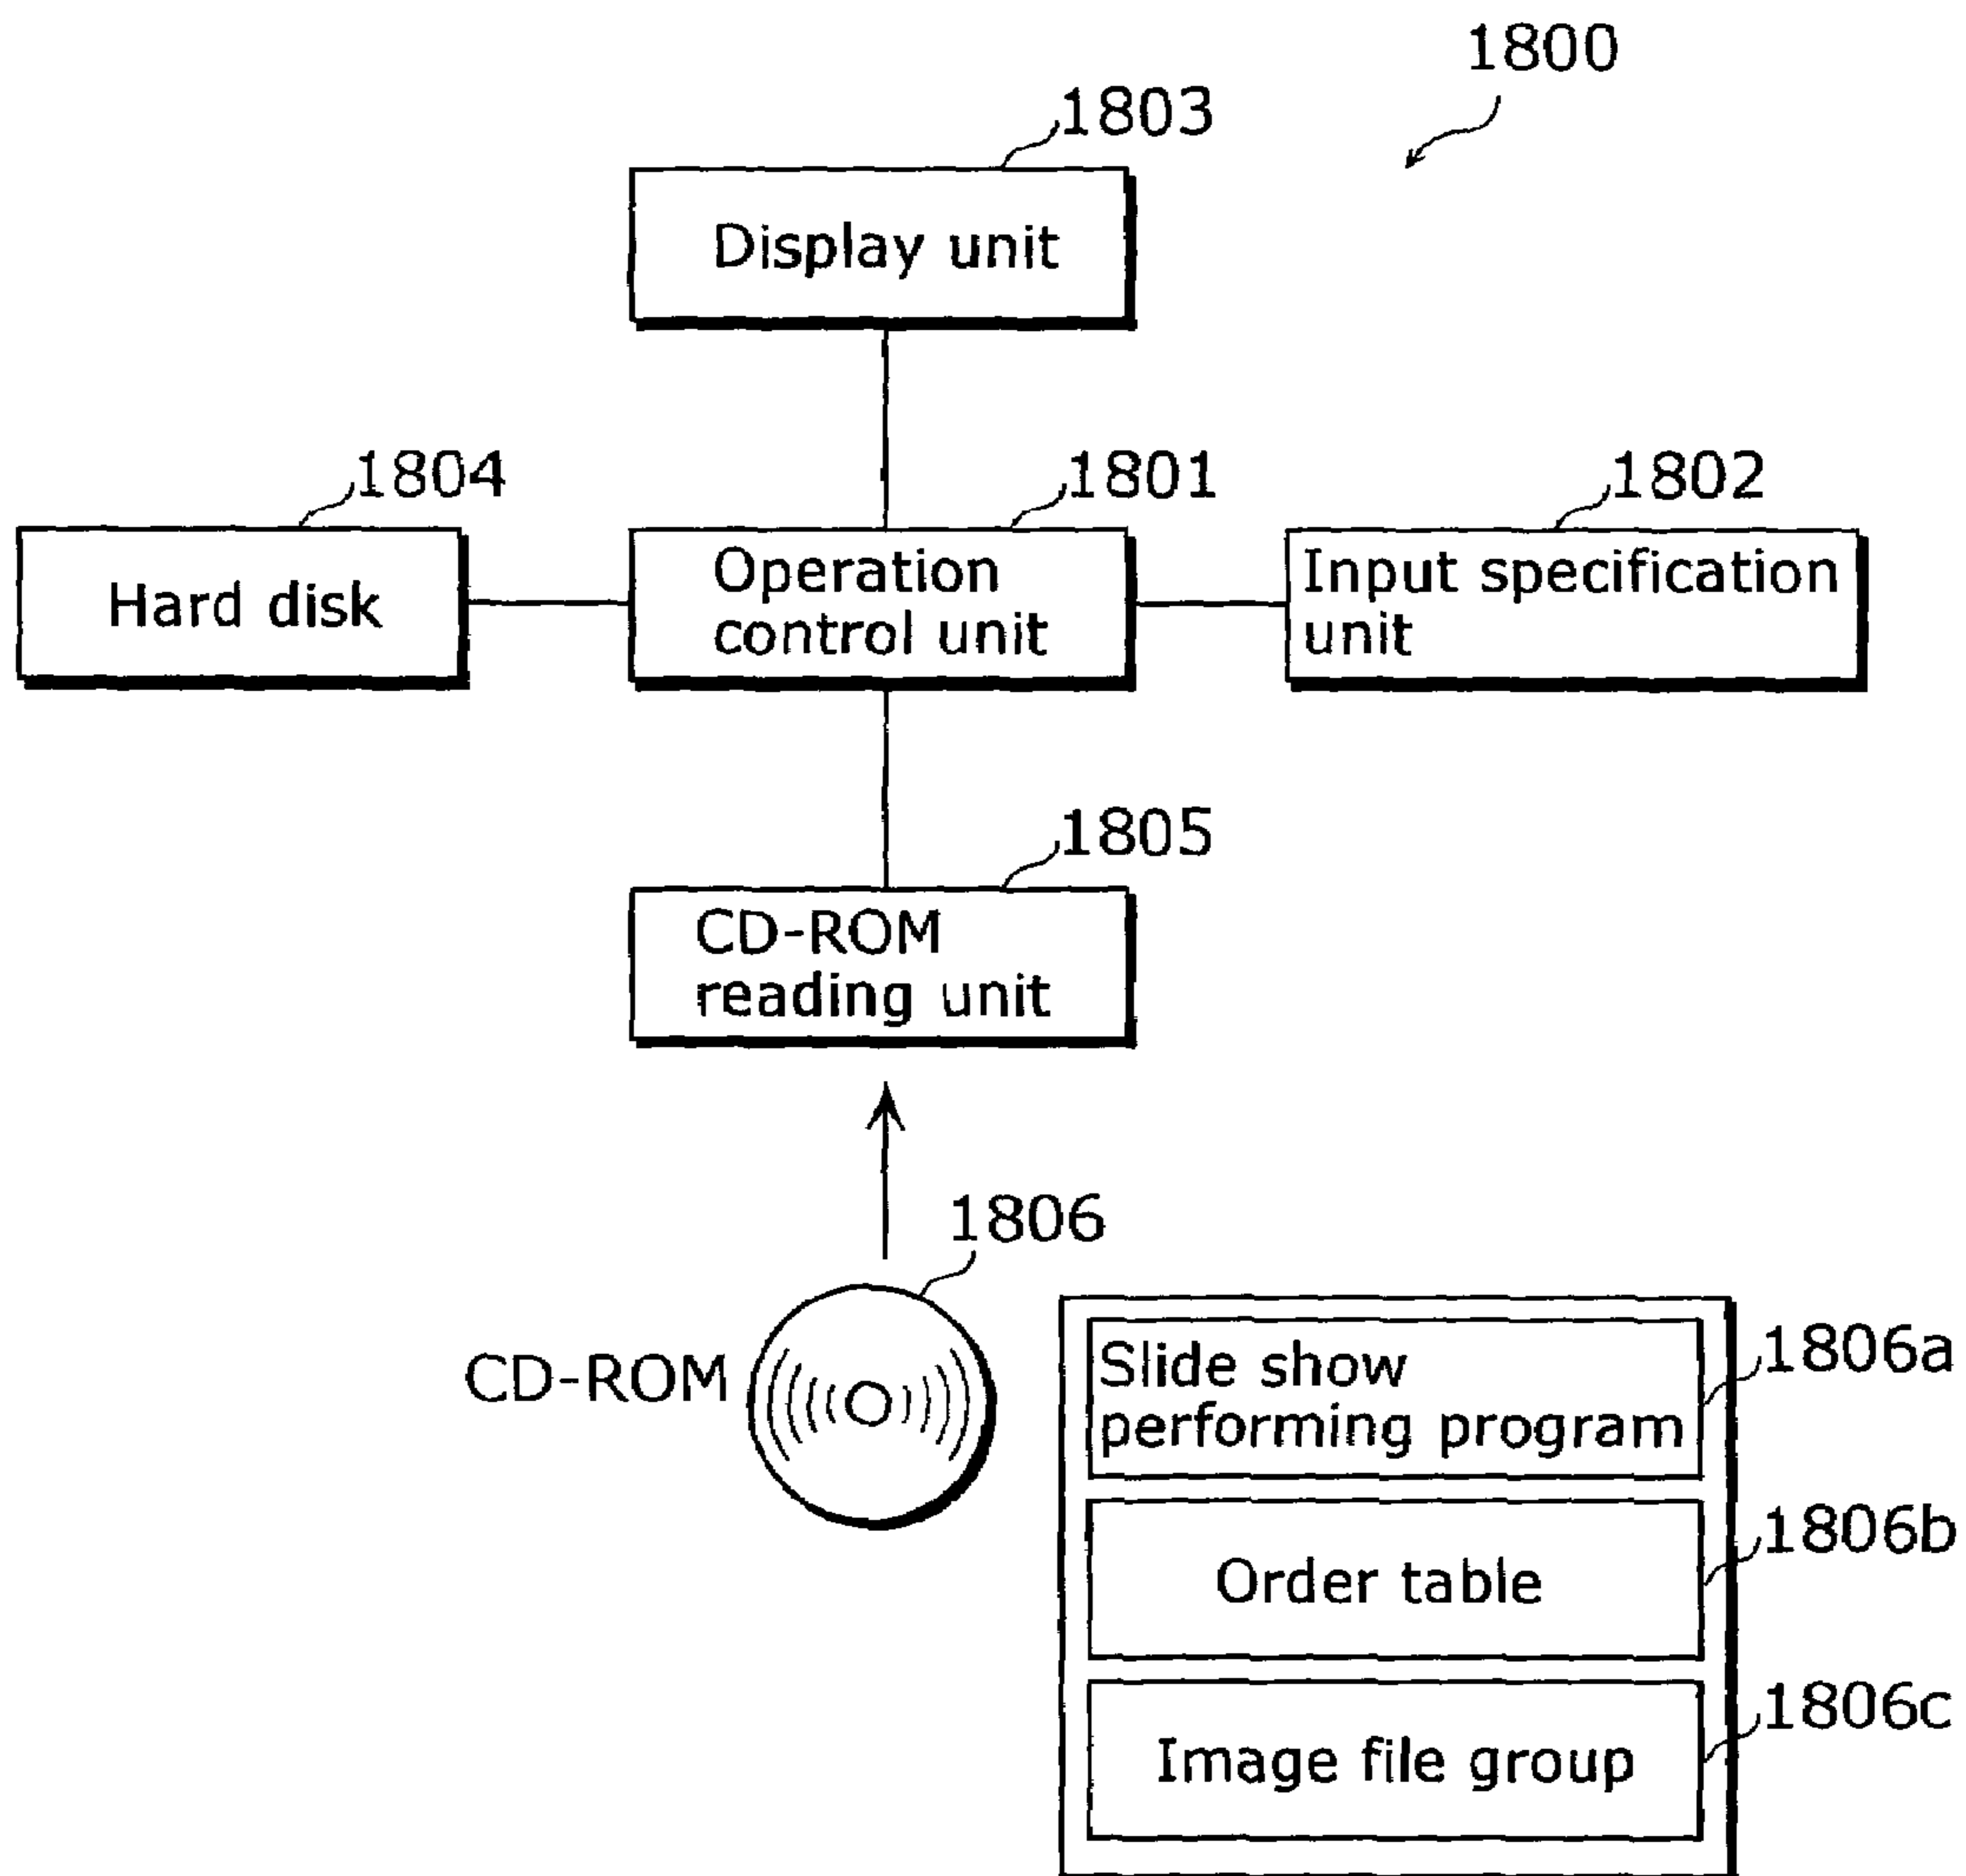 1800
1803
Display unit
1804
1801
1802
Hard disk
Operation
control unit
Input specification
unit
1805
CD-ROM
reading unit
1806
CD-ROM
Slide show
performing program
1806a
Order table
1806b
Image file group
1806c